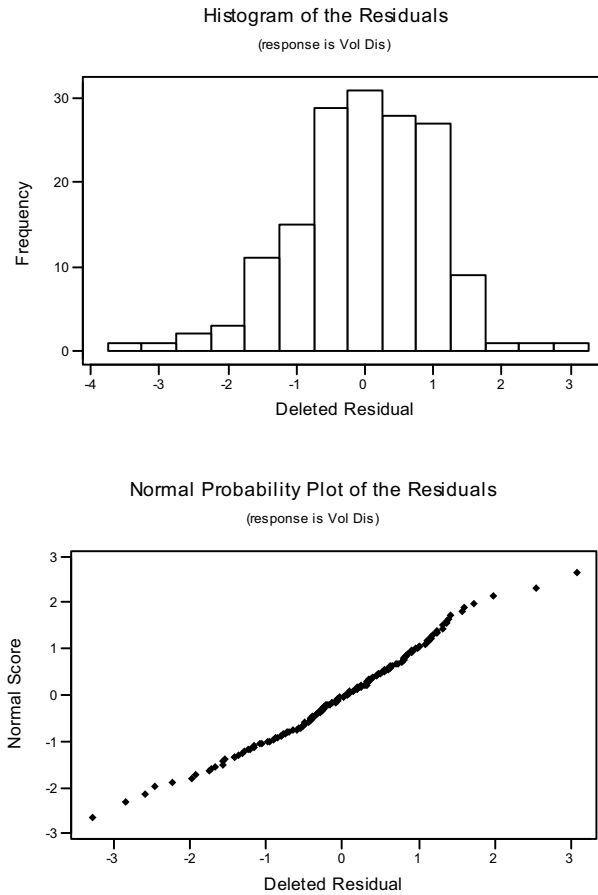 Histogram of the Residuals
(response is Vol Dis)
Frequency
30
20
10
0
-4 -3 -2 -1 0 1 2 3
Deleted Residual
Normal Probability Plot of the Residuals
(response is Vol Dis)
Normal Score
3
2
1
0
-1
-2
-3
-3 -2 -1 0 1 2 3
Deleted Residual